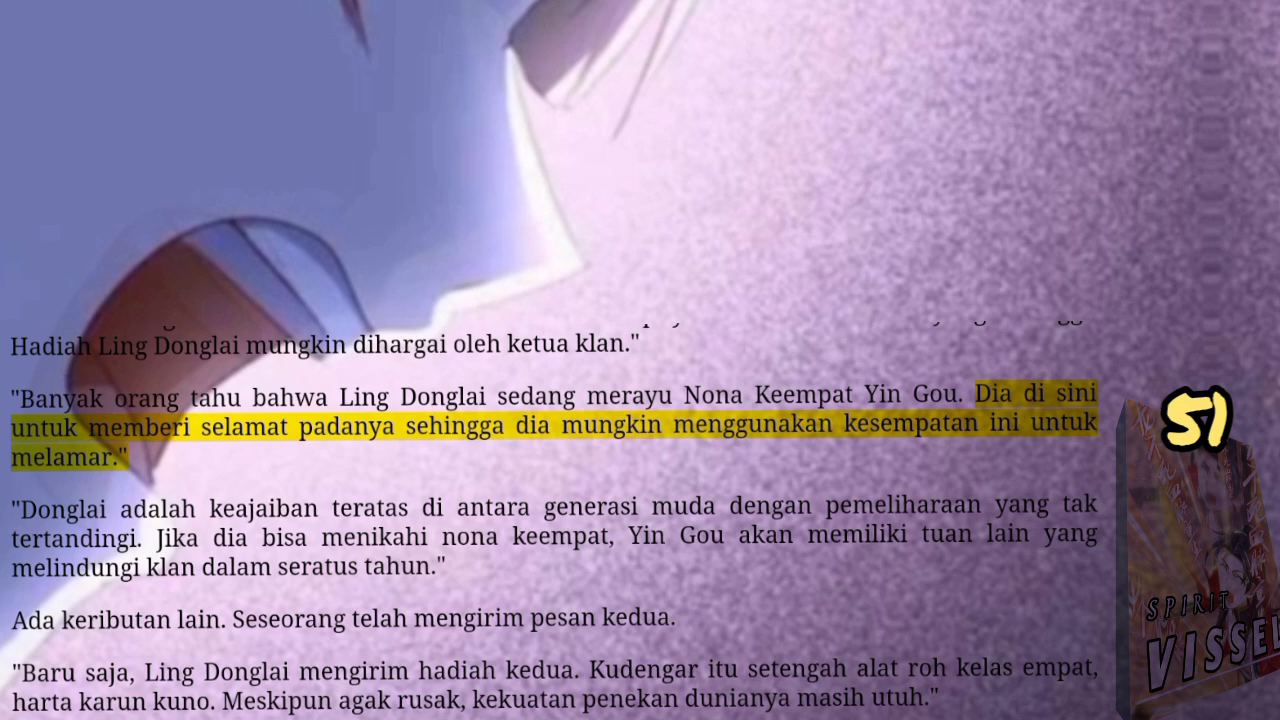 Hadiah Ling Donglai mungkin dihargai oleh ketua klan."
"Banyak orang tahu bahwa Ling Donglai sedang merayu Nona Keempat Yin Gou. Dia di sini
untuk memberi selamat padanya sehingga dia mungkin menggunakan kesempatan ini untuk
melamar."
"Donglai adalah keajaiban teratas di antara generasi muda dengan pemeliharaan yang tak
tertandingi. Jika dia bisa menikahi nona keempat, Yin Gou akan memiliki tuan lain yang
melindungi klan dalam seratus tahun."
Ada keributan lain. Seseorang telah mengirim pesan kedua.
"Baru saja, Ling Donglai mengirim hadiah kedua. Kudengar itu setengah alat roh kelas empat,
harta karun kuno. Meskipun agak rusak, kekuatan penekan dunianya masih utuh."
51
SPIRIT
VISSEL